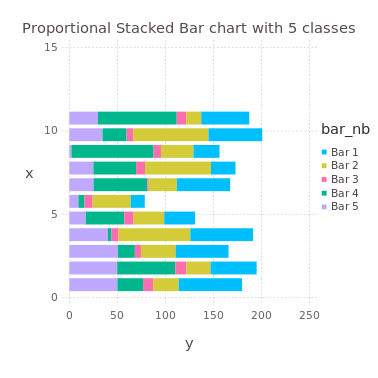 Proportional Stacked Bar chart with 5 classes
15
10
5
0
x
0 50 100 150 200 250
y
bar_nb
Bar 1
Bar 2
Bar 3
Bar 4
Bar 5